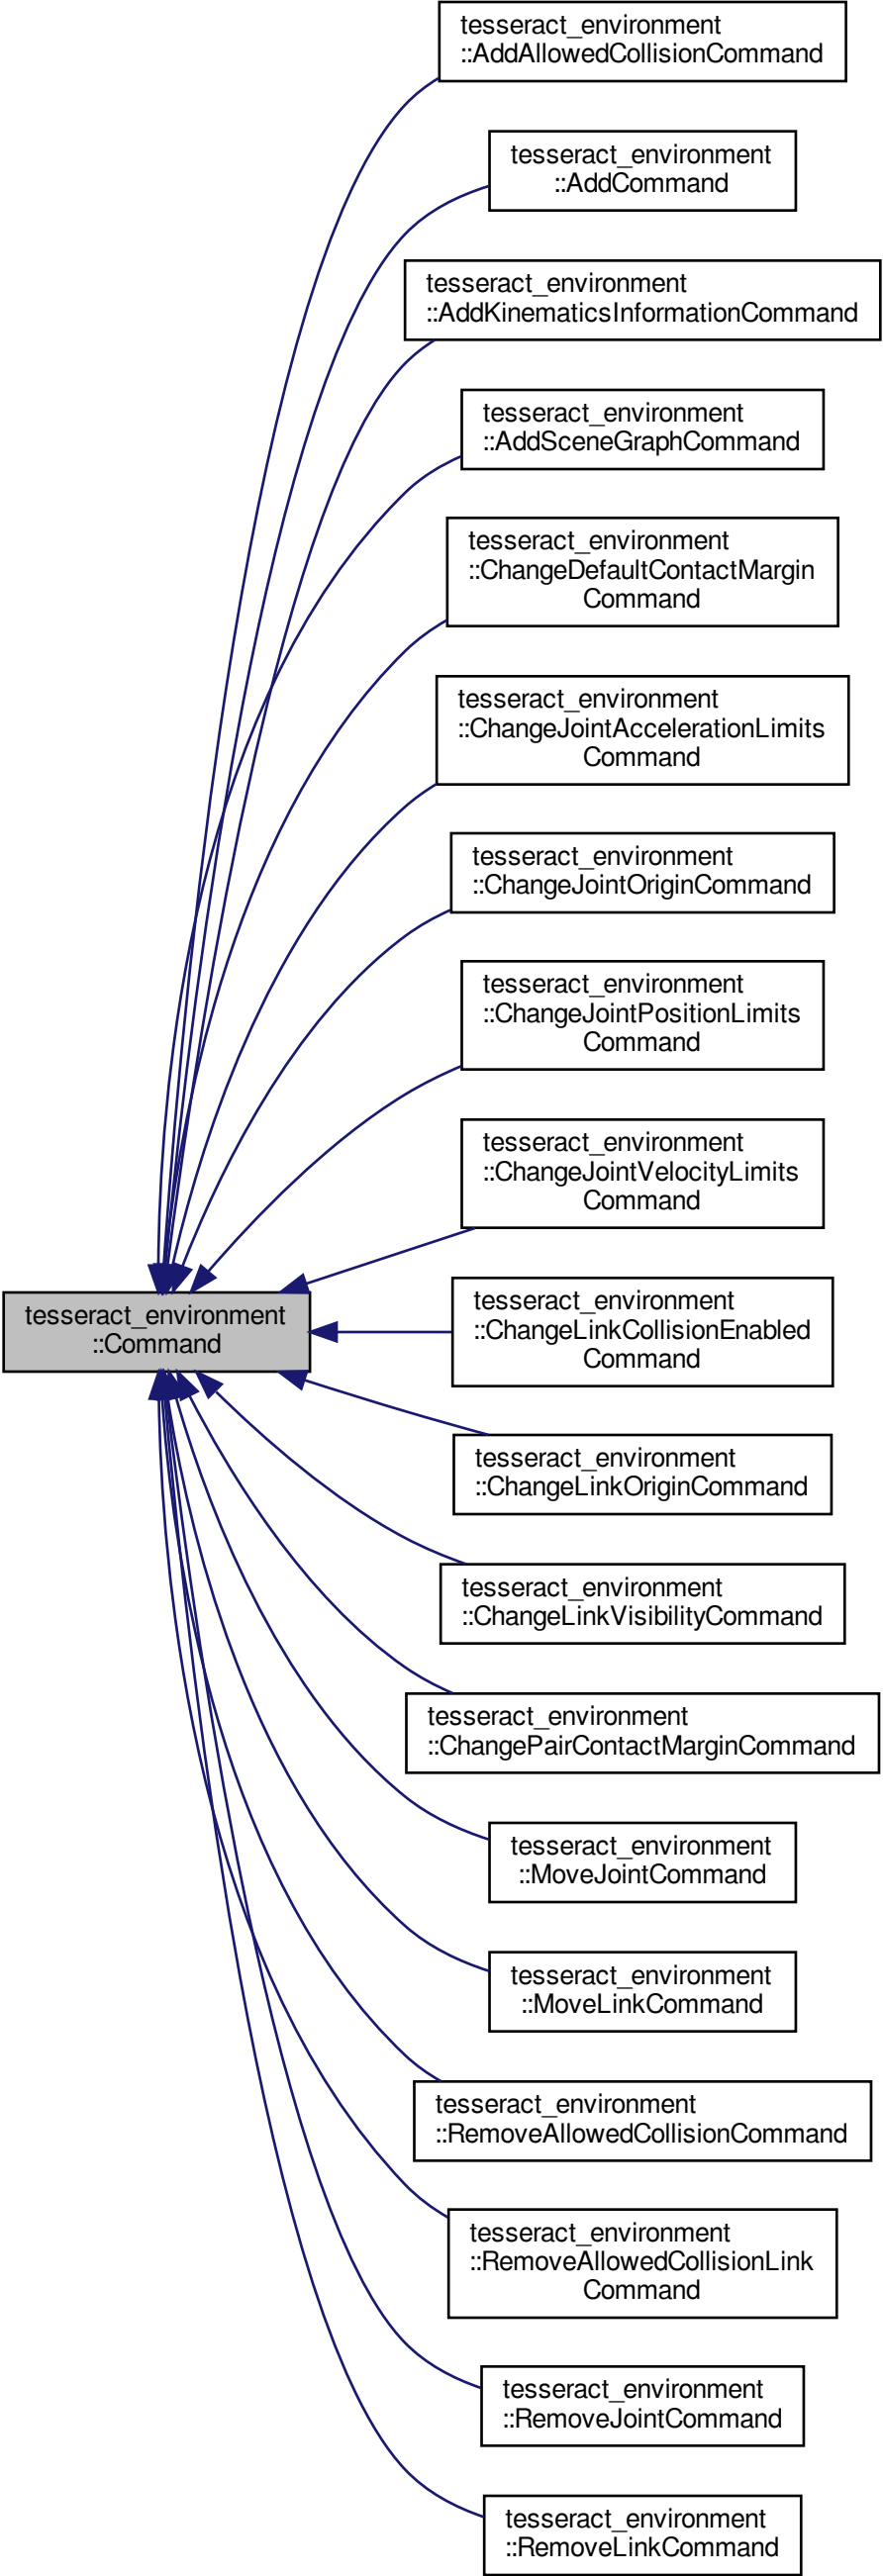 tesseract_environment
::AddAllowedCollisionCommand
tesseract_environment
::AddCommand
tesseract_environment
::AddKinematicsInformationCommand
tesseract_environment
::AddSceneGraphCommand
tesseract_environment
::ChangeDefaultContactMargin
Command
tesseract_environment
::ChangeJointAccelerationLimits
Command
tesseract_environment
::ChangeJointOriginCommand
tesseract_environment
::ChangeJointPositionLimits
Command
tesseract_environment
::ChangeJointVelocityLimits
Command
tesseract_environment
::Command
tesseract_environment
::ChangeLinkCollisionEnabled
Command
tesseract_environment
::ChangeLinkOriginCommand
tesseract_environment
::ChangeLinkVisibilityCommand
tesseract_environment
::ChangePairContactMarginCommand
tesseract_environment
::MoveJointCommand
tesseract_environment
::MoveLinkCommand
tesseract_environment
::RemoveAllowedCollisionCommand
tesseract_environment
::RemoveAllowedCollisionLink
Command
tesseract_environment
::RemoveJointCommand
tesseract_environment
::RemoveLinkCommand